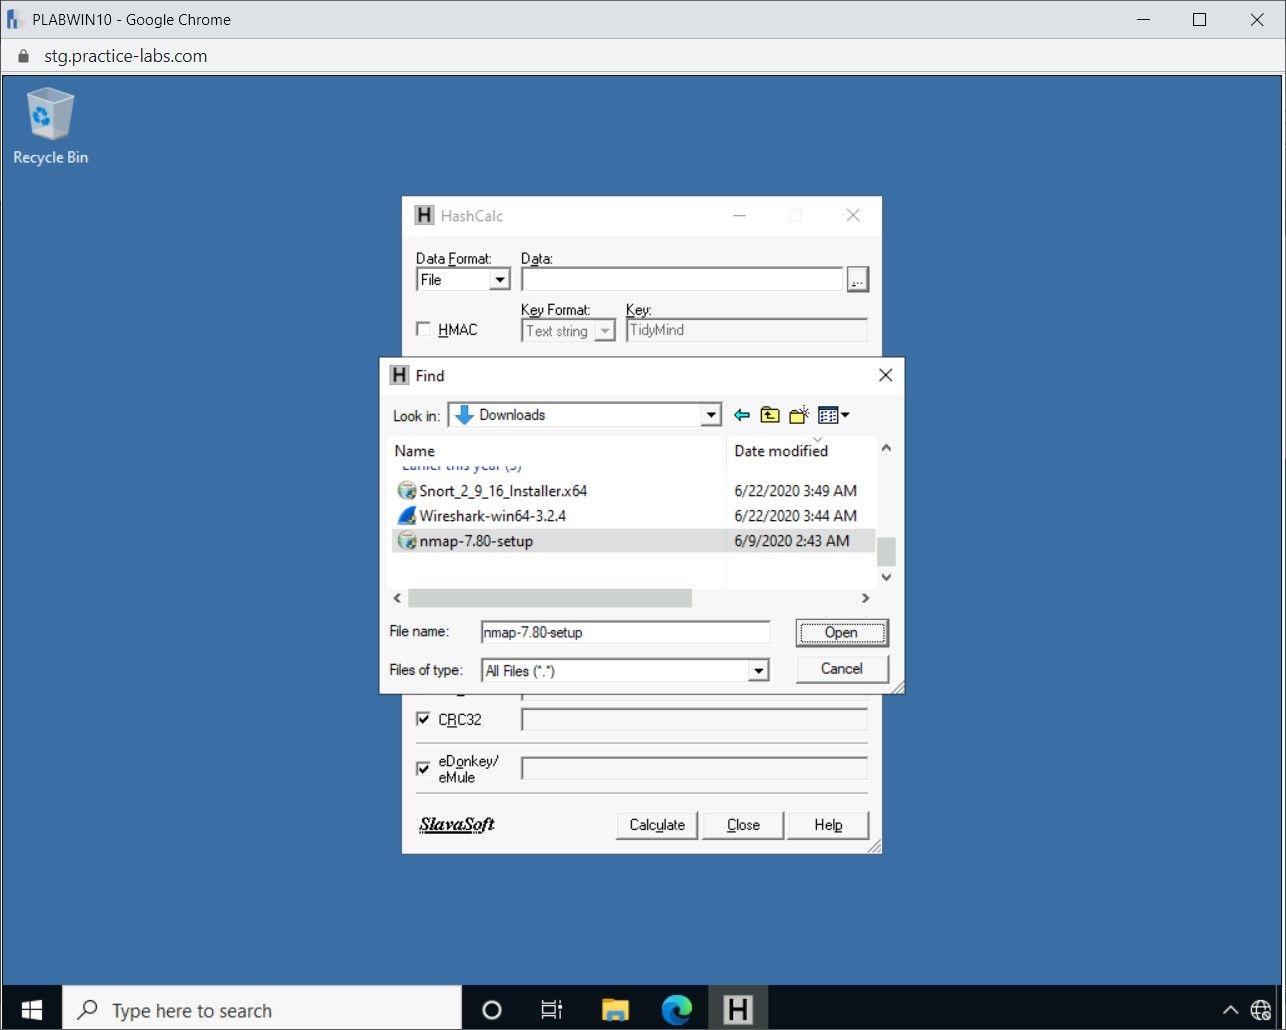 PLABWIN10 - Google Chrome
stg.practice-labs.com
Recycle Bin
HashCalc
Data Format:
Data:
File
...
Key Format:
Key:
HMAC
Text string
TidyMind
Find
Look in:
Downloads
Name
Date modified
Earlier this year (3)
Snort_2_9_16_Installer.x64
6/22/2020 3:49 AM
Wireshark-win64-3.2.4
6/22/2020 3:44 AM
nmap-7.80-setup
6/9/2020 2:43 AM
File name:
nmap-7.80-setup
Open
Files of type:
All Files (*.*)
Cancel
CRC32
eDonkey/
eMule
SlavaSoft
Calculate
Close
Help
Type here to search